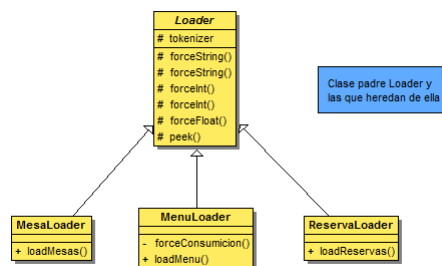 Loader
# tokenizer
# forceString()
# forceString()
# forceInt()
# forceInt()
# forceFloat()
# peek()
Clase padre Loader y
las que heredan de ella
MesaLoader
+ loadMesas()
MenuLoader
- forceConsumicion()
+ loadMenu()
ReservaLoader
+ loadReservas()